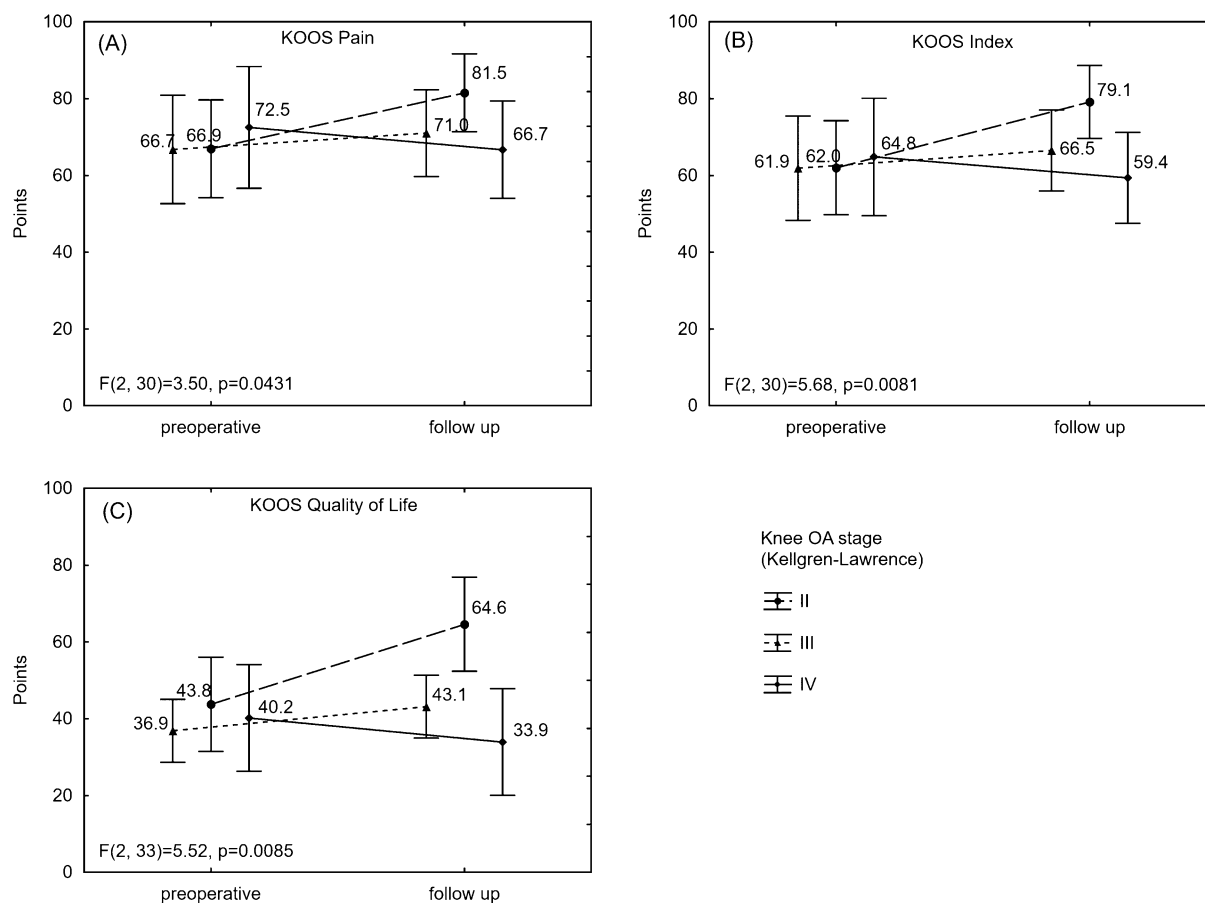 (A)
KOOS Pain
100
80
60
40
20
0
Points
66.7
66.9
72.5
81.5
71.0
66.7
F(2, 30)=3.50, p=0.0431
preoperative
follow up
(B)
KOOS Index
100
80
60
40
20
0
Points
61.9
62.0
64.8
79.1
66.5
59.4
F(2, 30)=5.68, p=0.0081
preoperative
follow up
(C)
KOOS Quality of Life
100
80
60
40
20
0
Points
36.9
43.8
40.2
64.6
43.1
33.9
F(2, 33)=5.52, p=0.0085
preoperative
follow up
Knee OA stage
(Kellgren-Lawrence)
II
III
IV